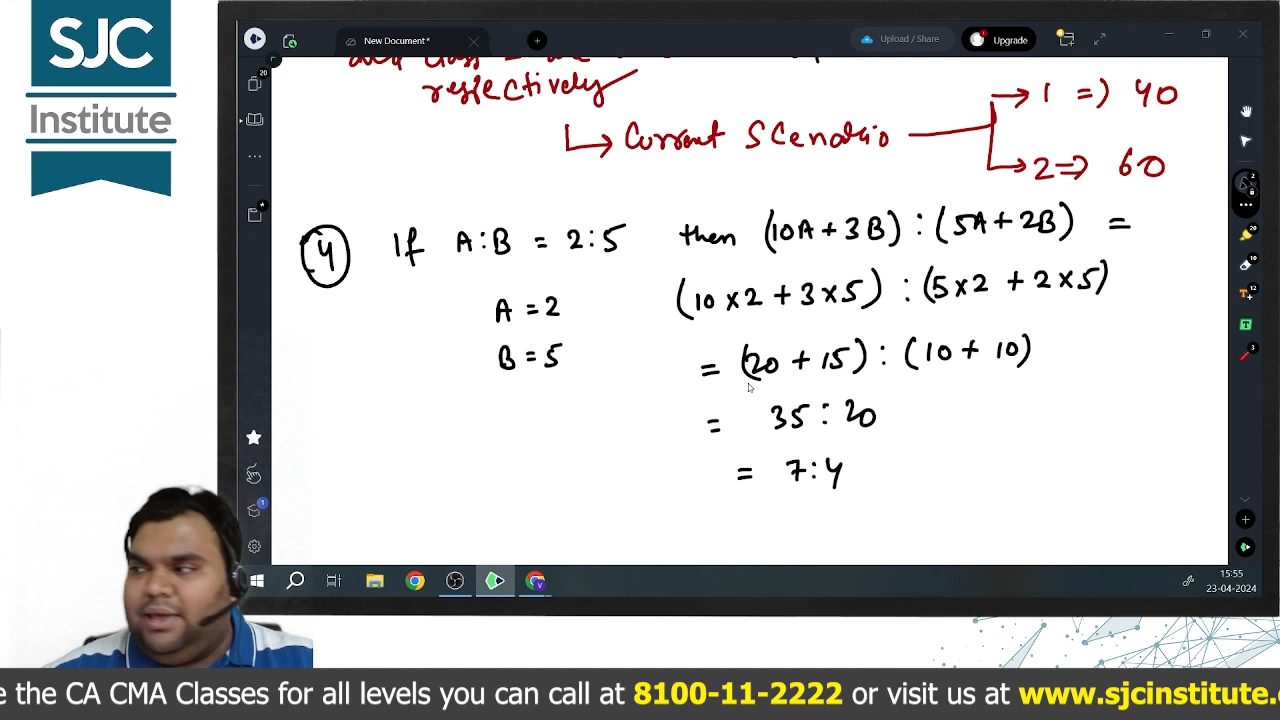 SJC
Institute
New Document*
Upload / Share
Upgrade
20
respectively
1 => 40
↳ Current Scenario
2 => 60
4 If A:B = 2:5 then (10A + 3B) : (5A + 2B) =
A = 2
(10 × 2 + 3 × 5) : (5 × 2 + 2 × 5)
B = 5
= (20 + 15) : (10 + 10)
= 35 : 20
= 7 : 4
15:55
23-04-2024
e the CA CMA Classes for all levels you can call at 8100-11-2222 or visit us at www.sjcinstitute.